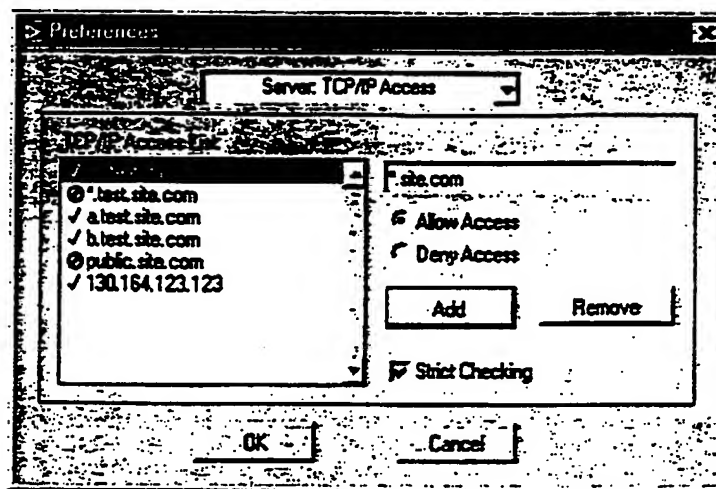 Preferences
Server: TCP/IP Access
TCP/IP Access List
*.site.com
*.test.site.com
a.test.site.com
b.test.site.com
public.site.com
130.164.123.123
Allow Access
Deny Access
Add Remove
Strict Checking
OK Cancel